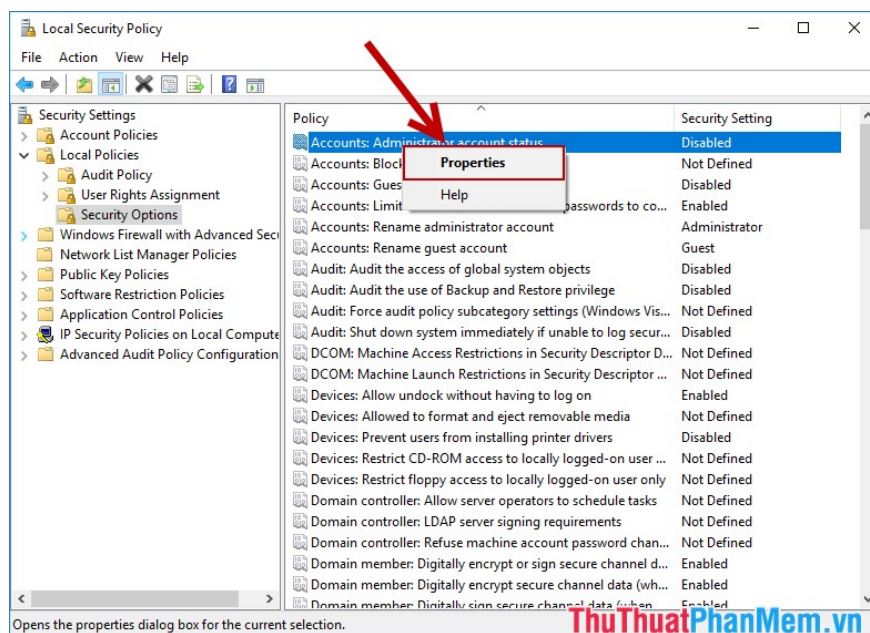 Local Security Policy
File Action View Help
Security Settings
Account Policies
Local Policies
Audit Policy
User Rights Assignment
Security Options
Windows Firewall with Advanced Secu
Network List Manager Policies
Public Key Policies
Software Restriction Policies
Application Control Policies
IP Security Policies on Local Compute
Advanced Audit Policy Configuration
Policy Security Setting
Accounts: Administrator account status Disabled
Accounts: Block Not Defined
Accounts: Gues Disabled
Accounts: Limit passwords to co... Enabled
Properties
Help
Accounts: Rename administrator account Administrator
Accounts: Rename guest account Guest
Audit: Audit the access of global system objects Disabled
Audit: Audit the use of Backup and Restore privilege Disabled
Audit: Force audit policy subcategory settings (Windows Vis... Not Defined
Audit: Shut down system immediately if unable to log secur... Disabled
DCOM: Machine Access Restrictions in Security Descriptor D... Not Defined
DCOM: Machine Launch Restrictions in Security Descriptor ... Not Defined
Devices: Allow undock without having to log on Enabled
Devices: Allowed to format and eject removable media Not Defined
Devices: Prevent users from installing printer drivers Disabled
Devices: Restrict CD-ROM access to locally logged-on user ... Not Defined
Devices: Restrict floppy access to locally logged-on user only Not Defined
Domain controller: Allow server operators to schedule tasks Not Defined
Domain controller: LDAP server signing requirements Not Defined
Domain controller: Refuse machine account password chan... Not Defined
Domain member: Digitally encrypt or sign secure channel d... Enabled
Domain member: Digitally encrypt secure channel data (wh... Enabled
Domain member: Digitally sign secure channel data (when Enabled
Opens the properties dialog box for the current selection.
ThuThuatPhanMem.vn